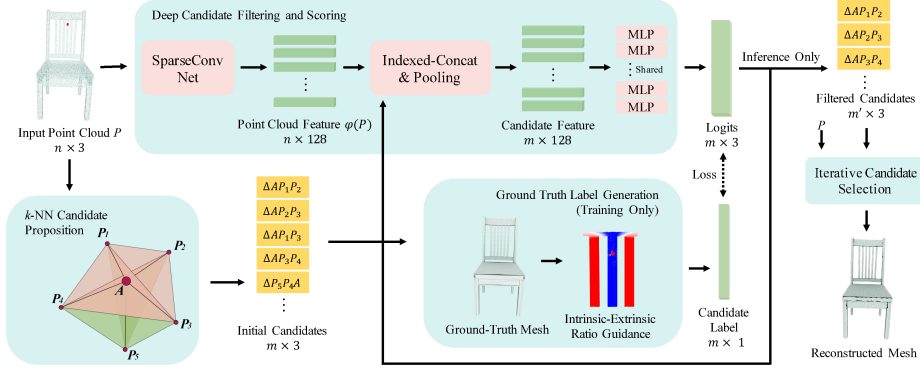 Deep Candidate Filtering and Scoring
SparseConv
Net
Point Cloud Feature φ(P)
n × 128
Indexed-Concat
& Pooling
Candidate Feature
m × 128
MLP
MLP
⋮ Shared
MLP
MLP
Logits
m × 3
Inference Only
ΔAP₁P₂
ΔAP₂P₃
ΔAP₃P₄
⋮
Filtered Candidates
m′ × 3
P
Iterative Candidate
Selection
Reconstructed Mesh
Input Point Cloud P
n × 3
k-NN Candidate
Proposition
P₁
P₂
P₃
P₄
P₅
A
ΔAP₁P₂
ΔAP₂P₃
ΔAP₁P₃
ΔAP₃P₄
ΔP₅P₄A
⋮
Initial Candidates
m × 3
Ground Truth Label Generation
(Training Only)
Ground-Truth Mesh
Intrinsic-Extrinsic
Ratio Guidance
Loss
Candidate
Label
m × 1